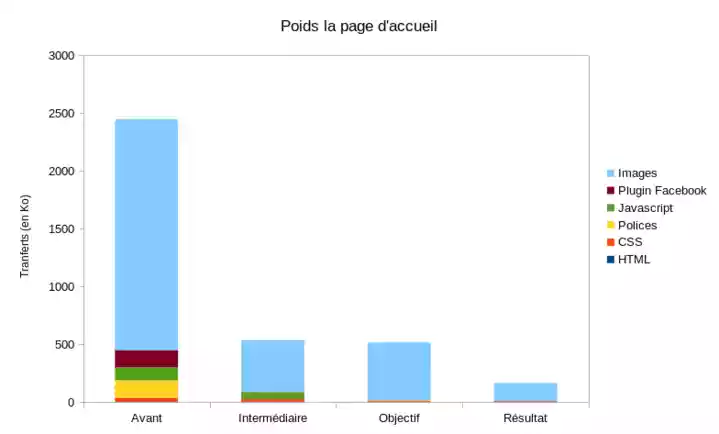 Poids la page d'accueil
Tranferts (en Ko)
3000
2500
2000
1500
1000
500
0
Avant
Intermédiaire
Objectif
Résultat
Images
Plugin Facebook
Javascript
Polices
CSS
HTML